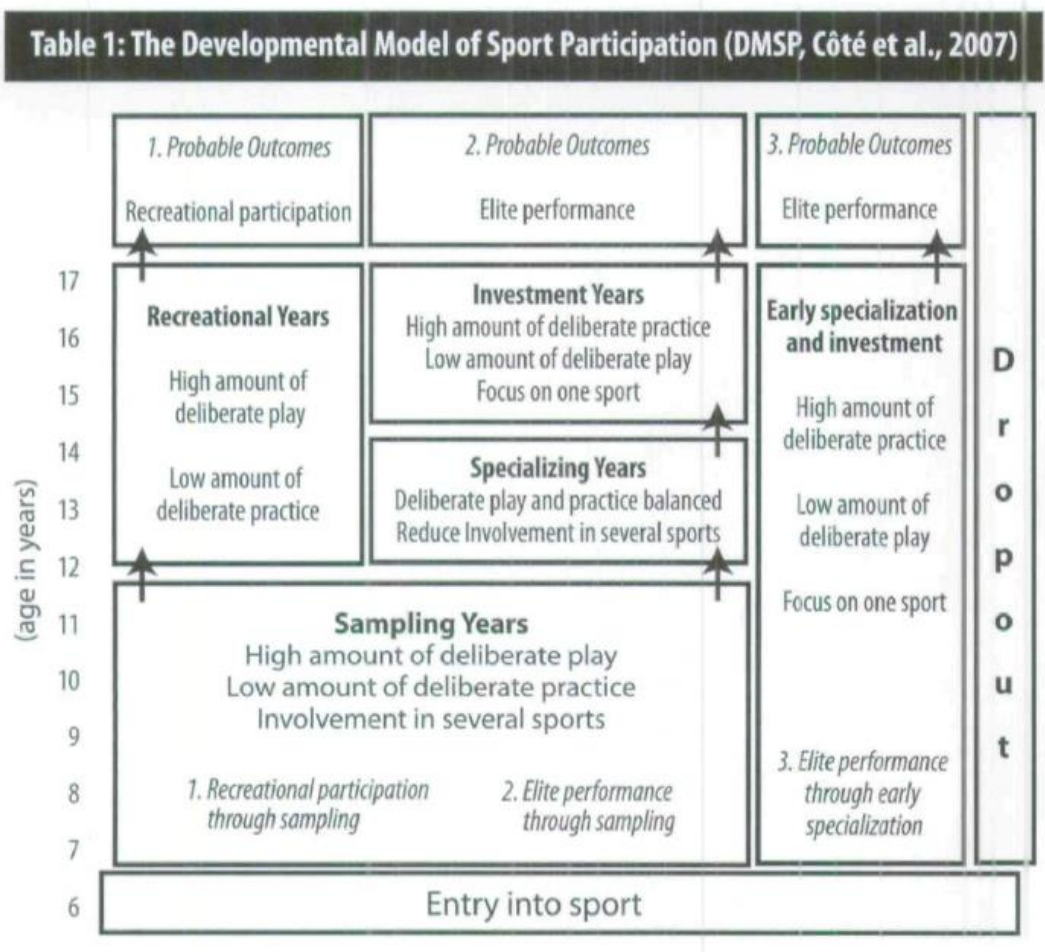 Table 1: The Developmental Model of Sport Participation (DMSP, Côté et al., 2007)
1. Probable Outcomes
Recreational participation
2. Probable Outcomes
Elite performance
3. Probable Outcomes
Elite performance
17
16
15
14
13
12
11
10
9
8
7
6
(age in years)
Recreational Years
High amount of
deliberate play
Low amount of
deliberate practice
Investment Years
High amount of deliberate practice
Low amount of deliberate play
Focus on one sport
Specializing Years
Deliberate play and practice balanced
Reduce Involvement in several sports
Early specialization
and investment
High amount of
deliberate practice
Low amount of
deliberate play
Focus on one sport
3. Elite performance
through early
specialization
Sampling Years
High amount of deliberate play
Low amount of deliberate practice
Involvement in several sports
1. Recreational participation
through sampling
2. Elite performance
through sampling
Dropout
Entry into sport